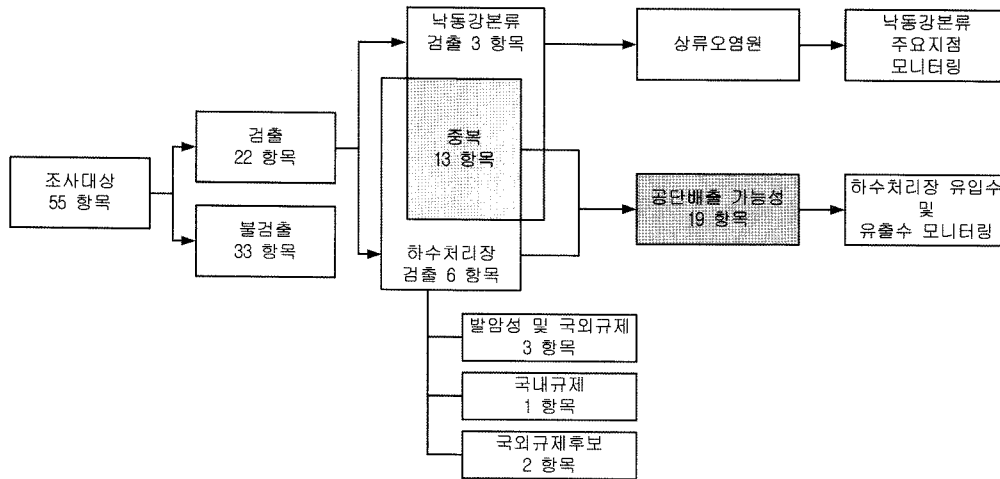 조사대상
55 항목
검출
22 항목
불검출
33 항목
낙동강본류
검출 3 항목
중복
13 항목
하수처리장
검출 6 항목
상류오염원
낙동강본류
주요지점
모니터링
공단배출 가능성
19 항목
하수처리장 유입수
및
유출수 모니터링
발암성 및 국외규제
3 항목
국내규제
1 항목
국외규제후보
2 항목